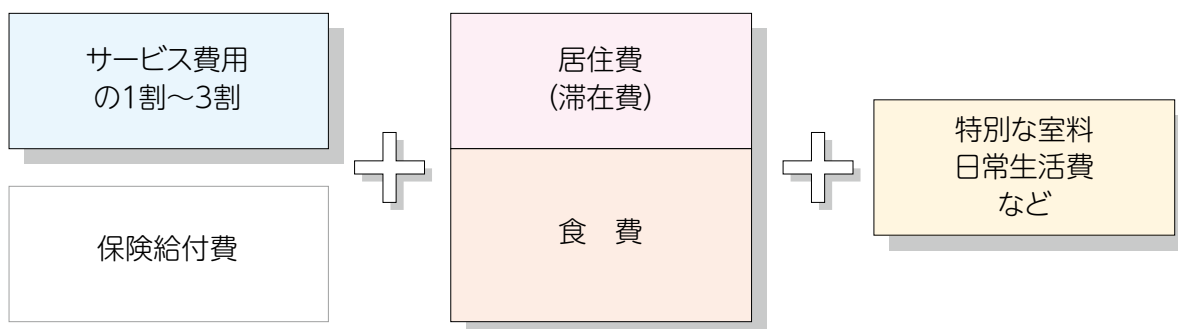 サービス費用
の1割～3割
保険給付費
居住費
(滞在費)
食　費
特別な室料
日常生活費
など